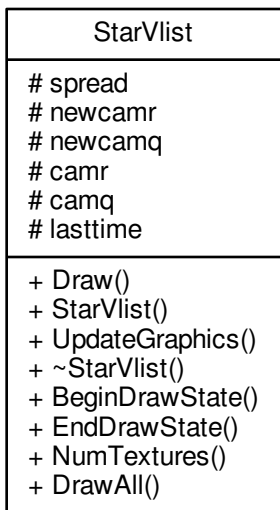 StarVlist
# spread
# newcamr
# newcamq
# camr
# camq
# lasttime
+ Draw()
+ StarVlist()
+ UpdateGraphics()
+ ~StarVlist()
+ BeginDrawState()
+ EndDrawState()
+ NumTextures()
+ DrawAll()